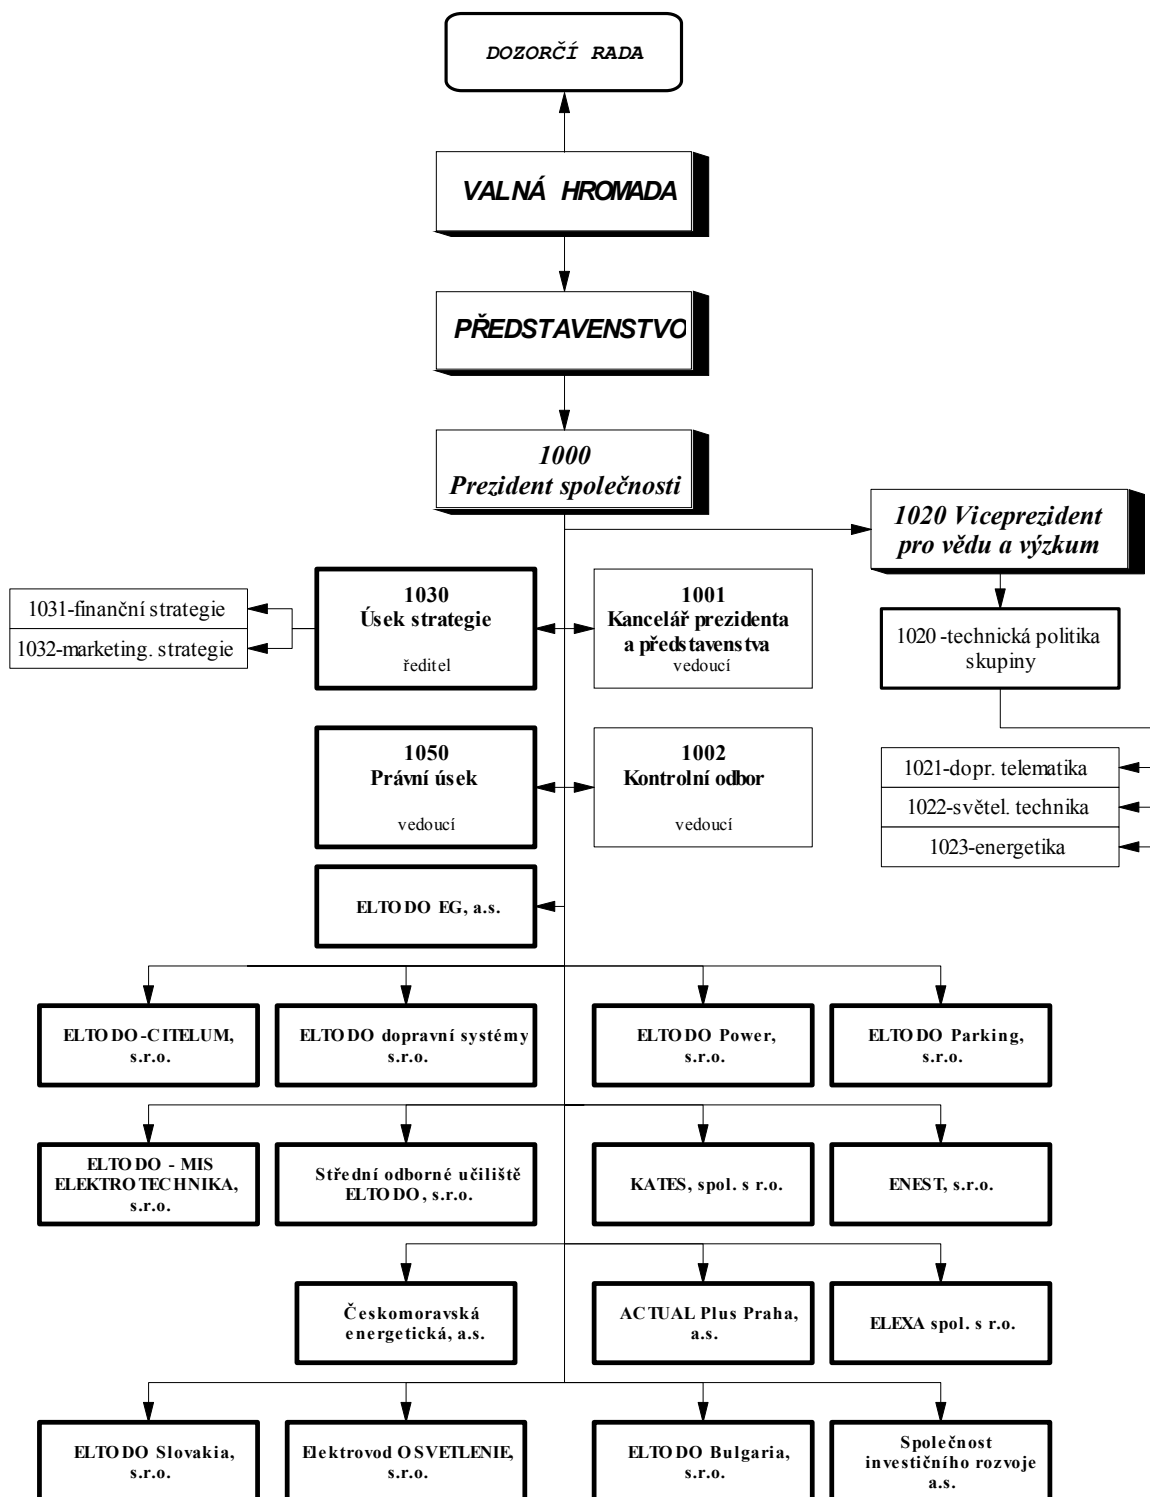 DOZORČÍ RADA
VALNÁ HROMADA
PŘEDSTAVENSTVO
1000
Prezident společnosti
1020 Viceprezident
pro vědu a výzkum
1031-finanční strategie
1032-marketing. strategie
1030
Úsek strategie
ředitel
1001
Kancelář prezidenta
a představenstva
vedoucí
1020 -technická politika
skupiny
1050
Právní úsek
vedoucí
1002
Kontrolní odbor
vedoucí
1021-dopr. telematika
1022-světel. technika
1023-energetika
ELTODO EG, a.s.
ELTODO-CITELUM,
s.r.o.
ELTODO dopravní systémy
s.r.o.
ELTODO Power,
s.r.o.
ELTODO Parking,
s.r.o.
ELTODO - MIS
ELEKTROTECHNIKA,
s.r.o.
Střední odborné učiliště
ELTODO, s.r.o.
KATES, spol. s r.o.
ENEST, s.r.o.
Českomoravská
energetická, a.s.
ACTUAL Plus Praha,
a.s.
ELEXA spol. s r.o.
ELTODO Slovakia,
s.r.o.
Elektrovod OSVETLENIE,
s.r.o.
ELTODO Bulgaria,
s.r.o.
Společnost
investičního rozvoje
a.s.